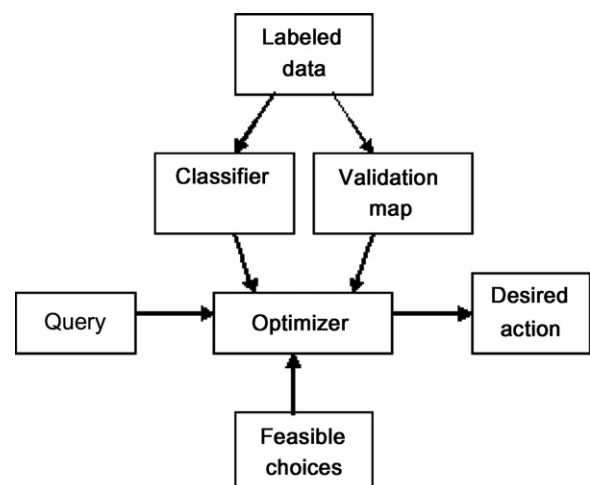 Labeled
data
Classifier
Validation
map
Query
Optimizer
Desired
action
Feasible
choices